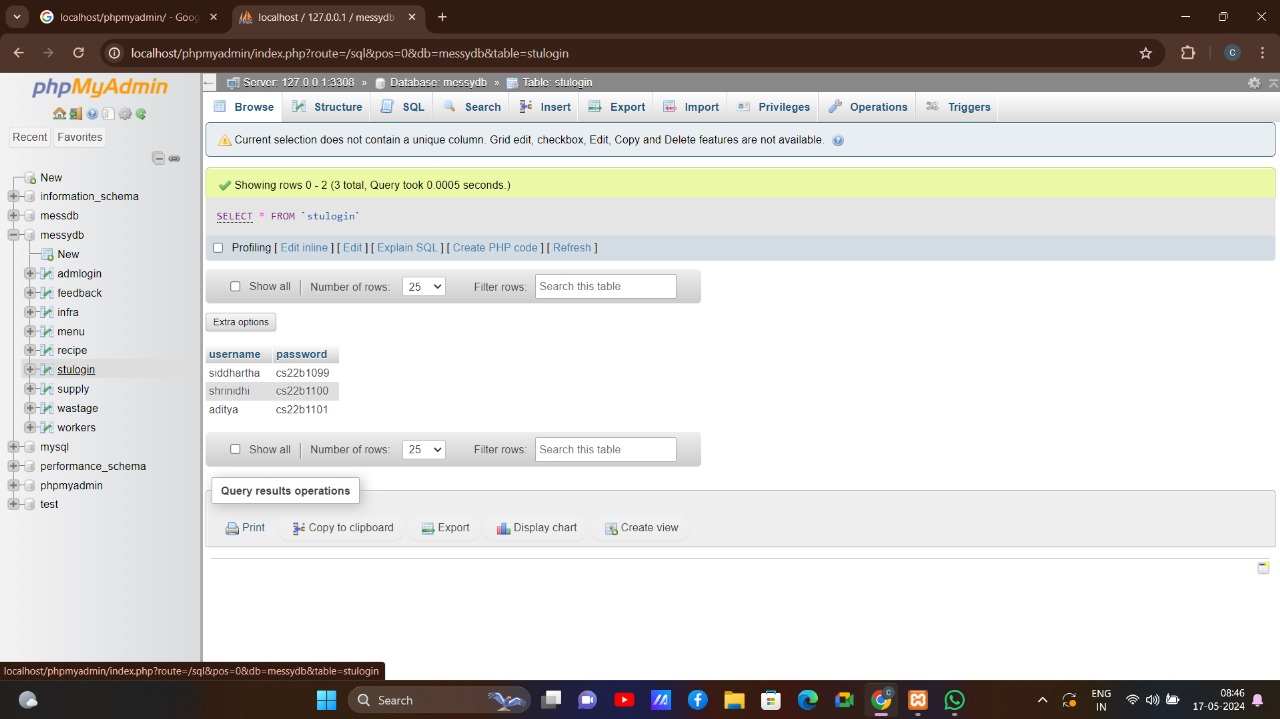 localhost/phpmyadmin/ - Goog
localhost / 127.0.0.1 / messydb
localhost/phpmyadmin/index.php?route=/sql&pos=0&db=messydb&table=stulogin
C
phpMyAdmin
Recent
Favorites
New
information_schema
messdb
messydb
New
admlogin
feedback
infra
menu
recipe
stulogin
supply
wastage
workers
mysql
performance_schema
phpmyadmin
test
Server: 127.0.0.1:3308 » Database: messydb » Table: stulogin
Browse Structure SQL Search Insert Export Import Privileges Operations Triggers
Current selection does not contain a unique column. Grid edit, checkbox, Edit, Copy and Delete features are not available.
Showing rows 0 - 2 (3 total, Query took 0.0005 seconds.)
SELECT * FROM `stulogin`
Profiling [ Edit inline ] [ Edit ] [ Explain SQL ] [ Create PHP code ] [ Refresh ]
Show all | Number of rows: 25 Filter rows: Search this table
Extra options
username password
siddhartha cs22b1099
shrinidhi cs22b1100
aditya cs22b1101
Show all | Number of rows: 25 Filter rows: Search this table
Query results operations
Print Copy to clipboard Export Display chart Create view
localhost/phpmyadmin/index.php?route=/sql&pos=0&db=messydb&table=stulogin
Search
C
ENG
IN
08:46
17-05-2024